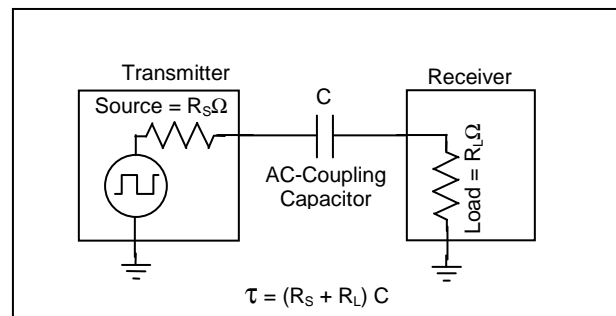 Transmitter
Receiver
Source = RSΩ
C
Load = RLΩ
AC-Coupling
Capacitor
τ = (RS + RL) C